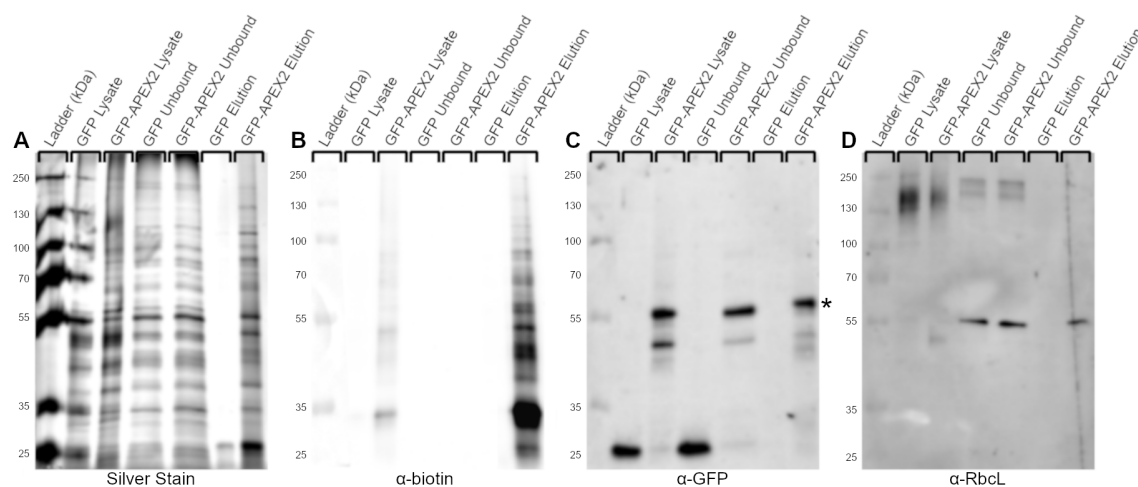 Ladder (kDa)
GFP Lysate
GFP-APEX2 Lysate
GFP Unbound
GFP-APEX2 Unbound
GFP Elution
GFP-APEX2 Elution
Ladder (kDa)
GFP Lysate
GFP-APEX2 Lysate
GFP Unbound
GFP-APEX2 Unbound
GFP Elution
GFP-APEX2 Elution
Ladder (kDa)
GFP Lysate
GFP-APEX2 Lysate
GFP Unbound
GFP-APEX2 Unbound
GFP Elution
GFP-APEX2 Elution
Ladder (kDa)
GFP Lysate
GFP-APEX2 Lysate
GFP Unbound
GFP-APEX2 Unbound
GFP Elution
GFP-APEX2 Elution
A
250
130
100
70
55
35
25
Silver Stain
B
250
130
100
70
55
35
25
α-biotin
C
250
130
100
70
55
35
25
*
α-GFP
D
250
130
100
70
55
35
25
α-RbcL